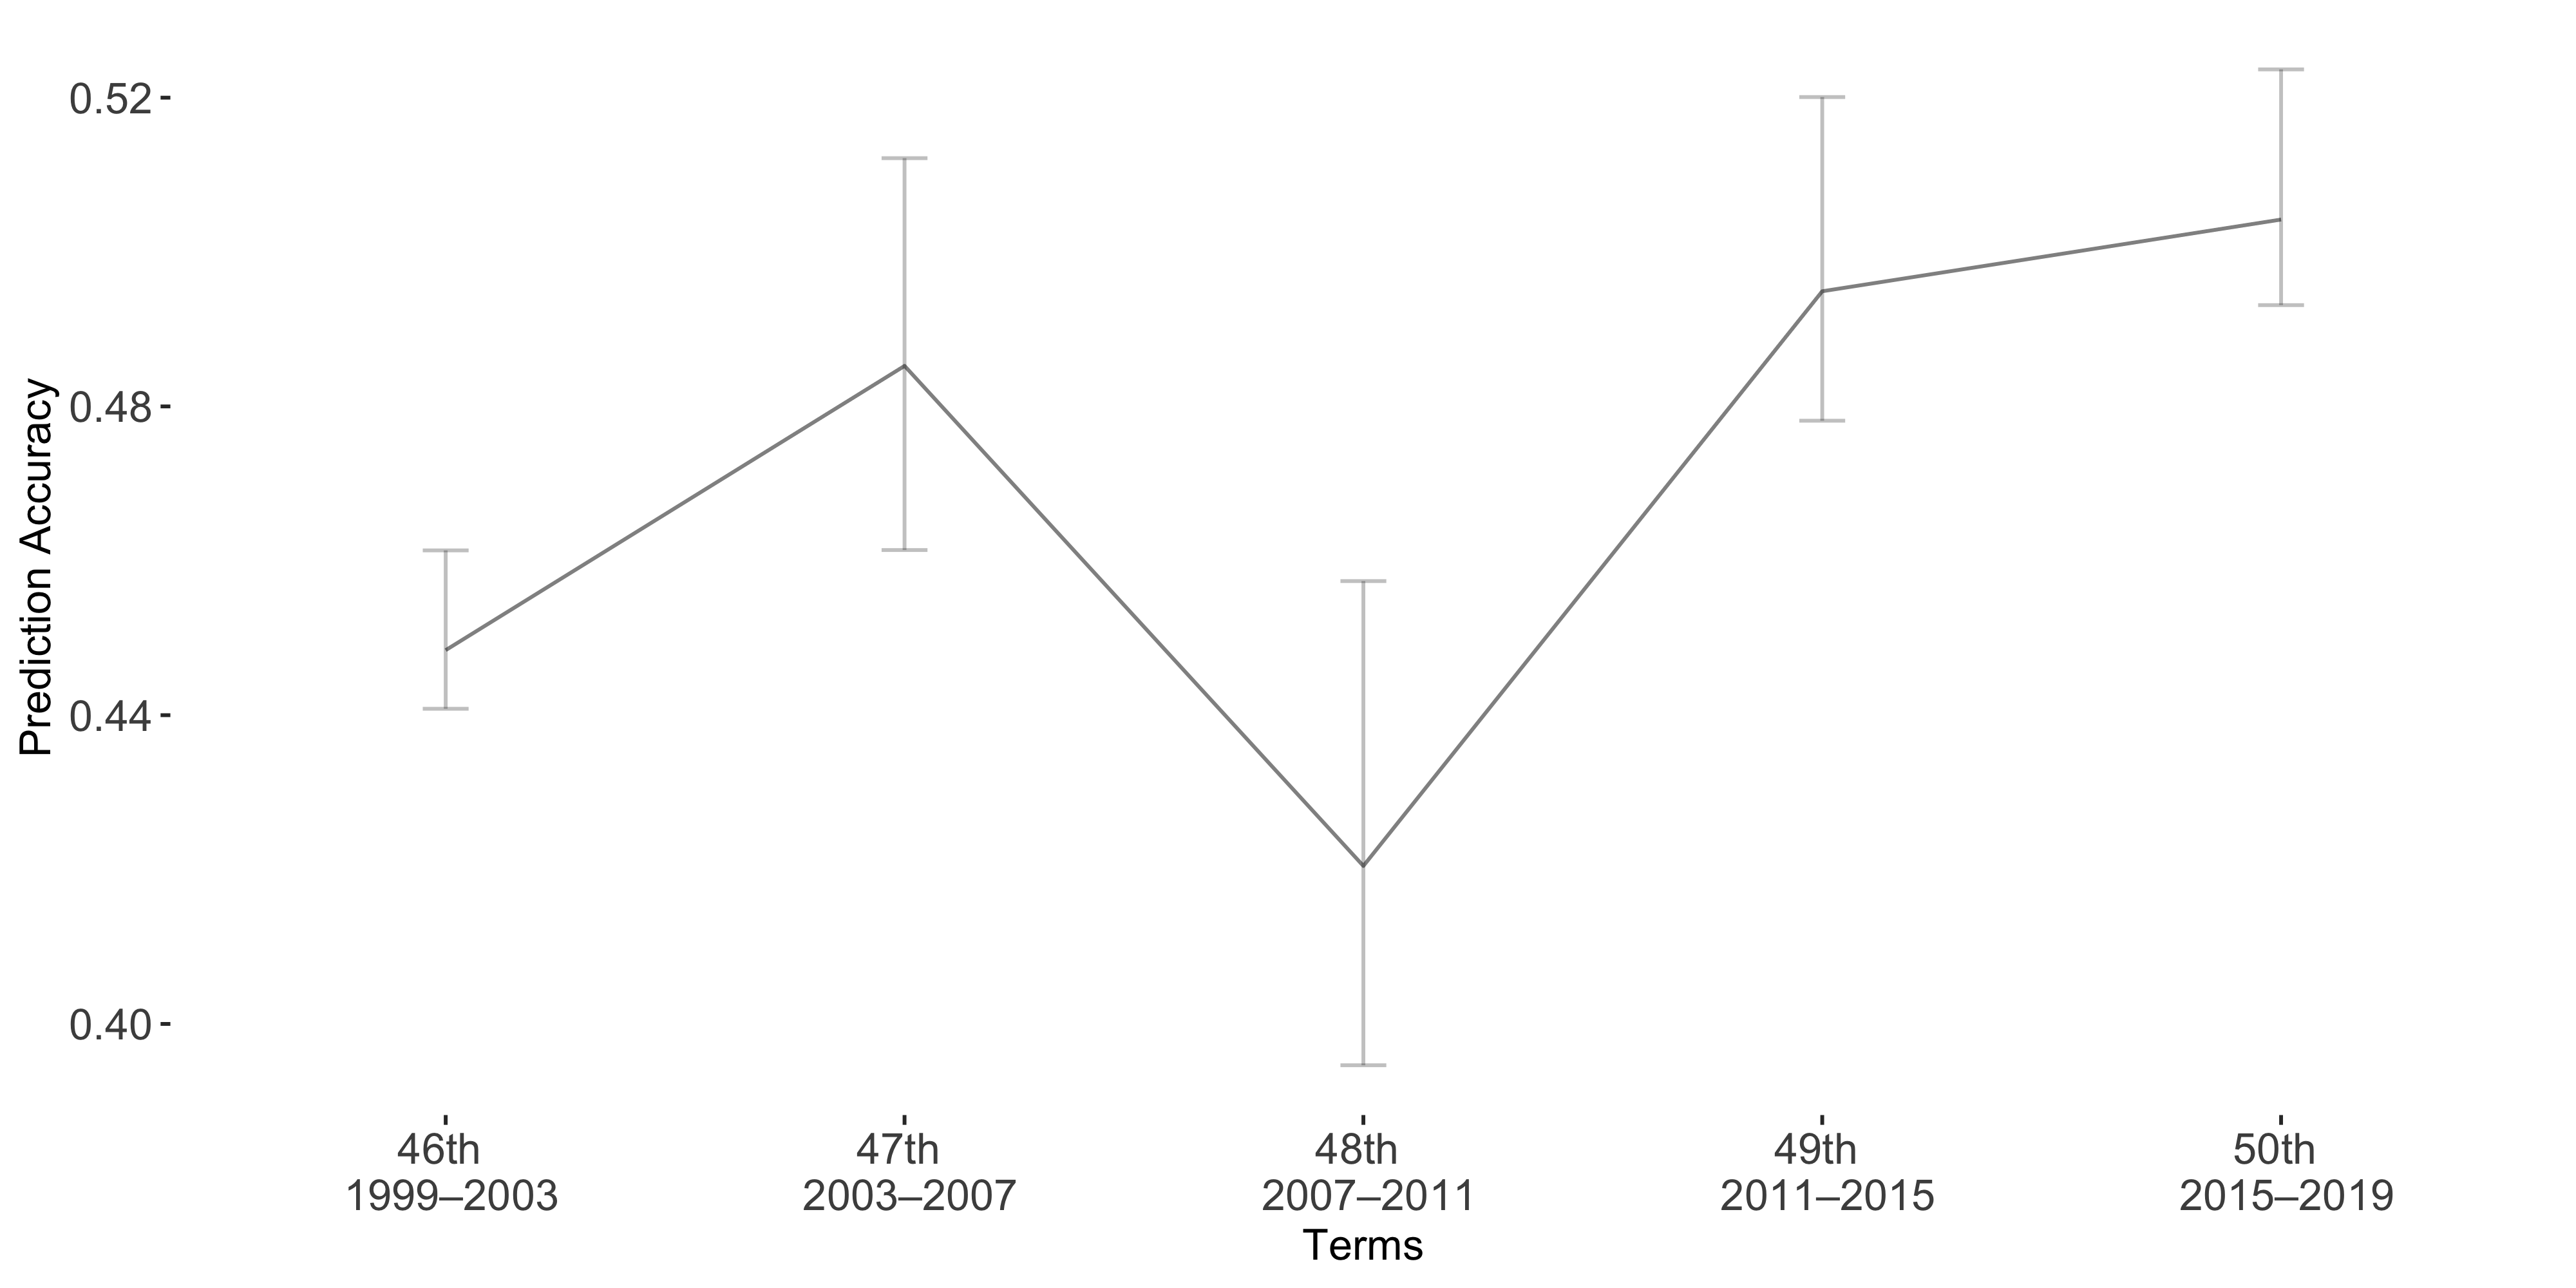 Prediction Accuracy
0.52
0.48
0.44
0.40
46th
1999–2003
47th
2003–2007
48th
2007–2011
49th
2011–2015
50th
2015–2019
Terms